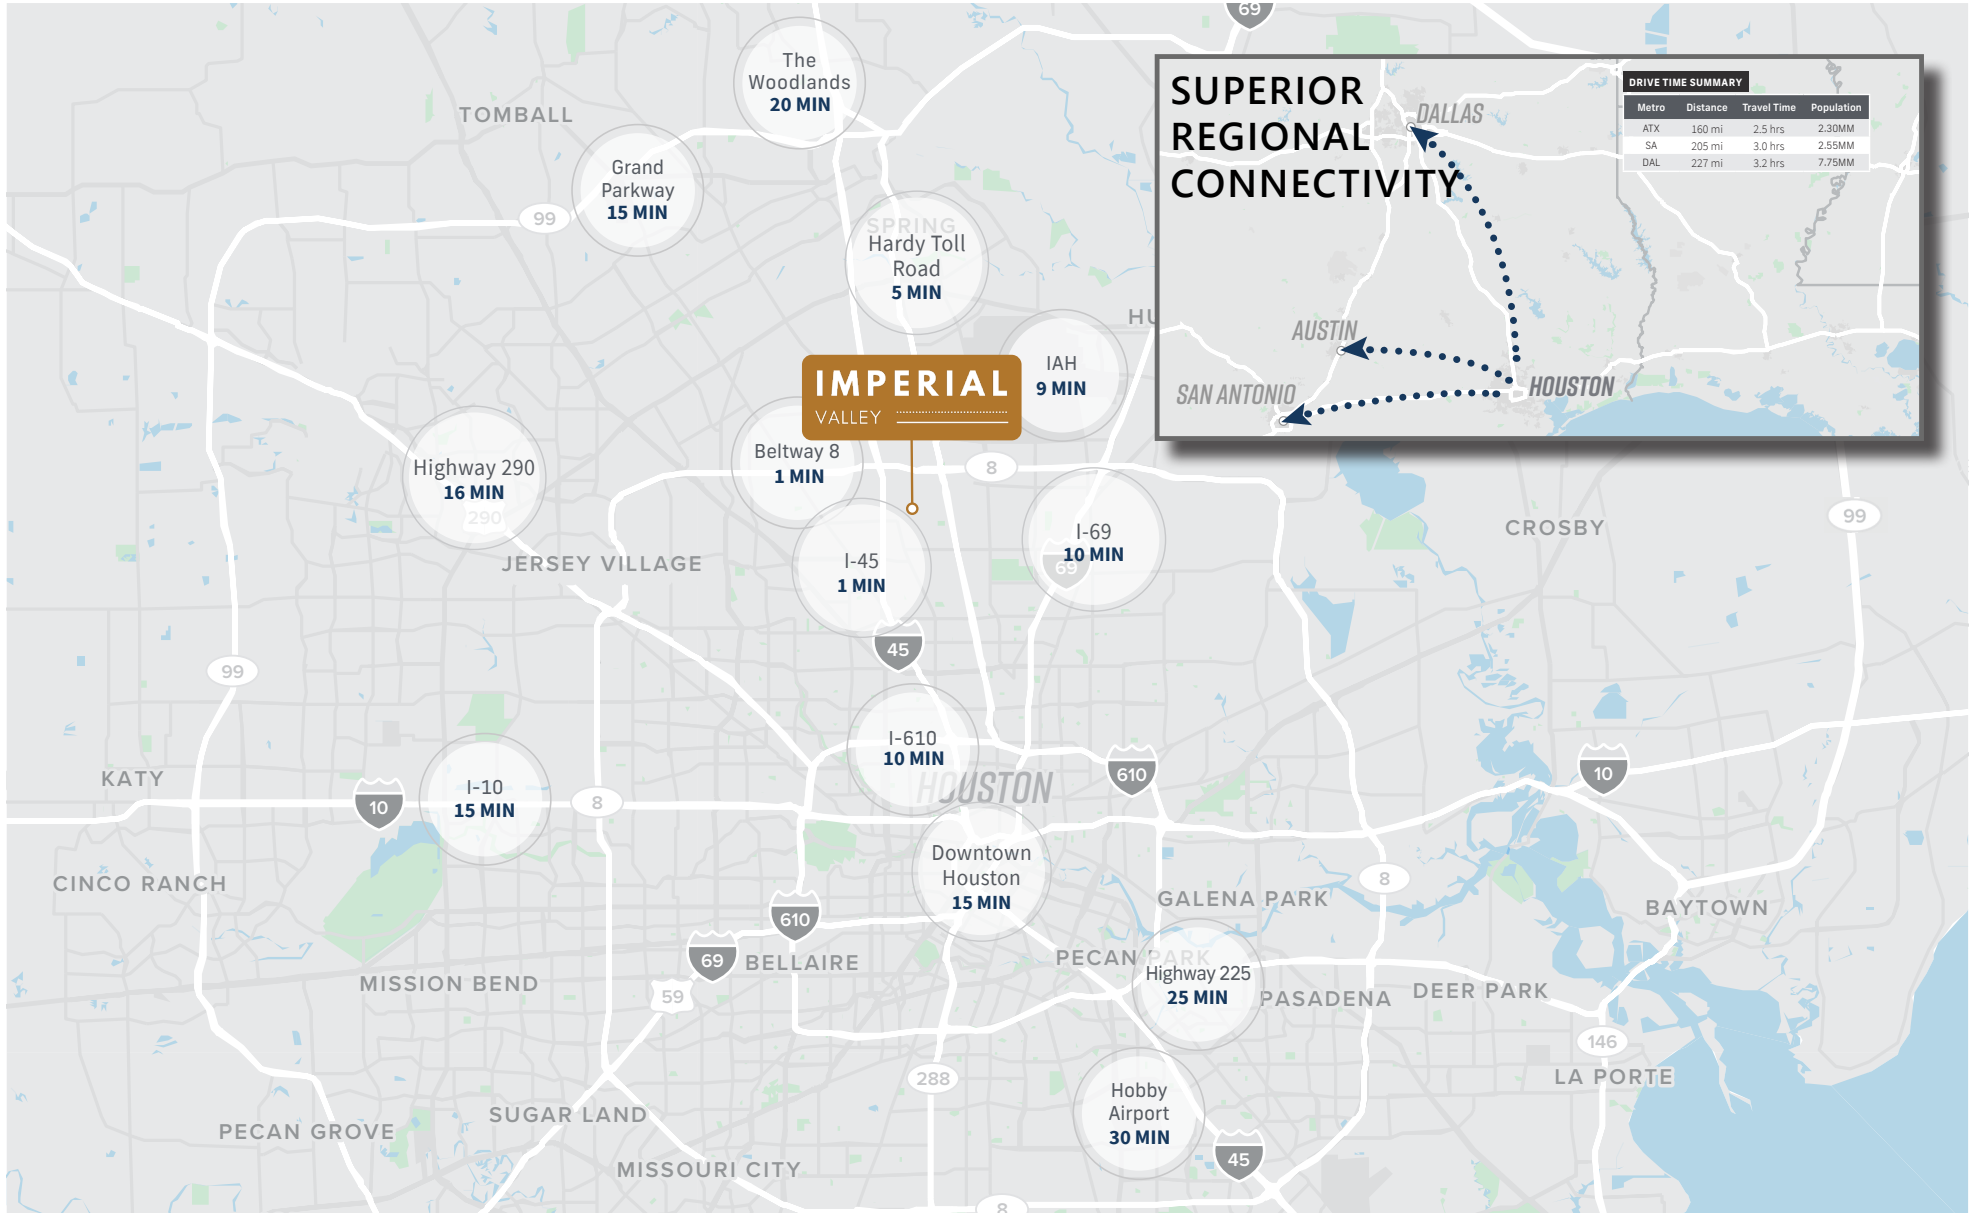 69
The
Woodlands
20 MIN
TOMBALL
Grand
Parkway
15 MIN
99
SPRING
Hardy Toll
Road
5 MIN
SUPERIOR
REGIONAL
CONNECTIVITY
DALLAS
AUSTIN
SAN ANTONIO
HOUSTON
DRIVE TIME SUMMARY
Metro Distance Travel Time Population
ATX 160 mi 2.5 hrs 2.30MM
SA 205 mi 3.0 hrs 2.55MM
DAL 227 mi 3.2 hrs 7.75MM
HU
IAH
9 MIN
IMPERIAL
VALLEY
Beltway 8
1 MIN
8
Highway 290
16 MIN
290
I-69
10 MIN
69
CROSBY
99
JERSEY VILLAGE
I-45
1 MIN
45
99
I-610
10 MIN
HOUSTON
610
10
KATY
10
I-10
15 MIN
8
Downtown
Houston
15 MIN
CINCO RANCH
8
GALENA PARK
BAYTOWN
610
69
BELLAIRE
PECAN PARK
Highway 225
25 MIN
MISSION BEND
59
PASADENA
DEER PARK
146
LA PORTE
288
Hobby
Airport
30 MIN
SUGAR LAND
PECAN GROVE
MISSOURI CITY
45
8